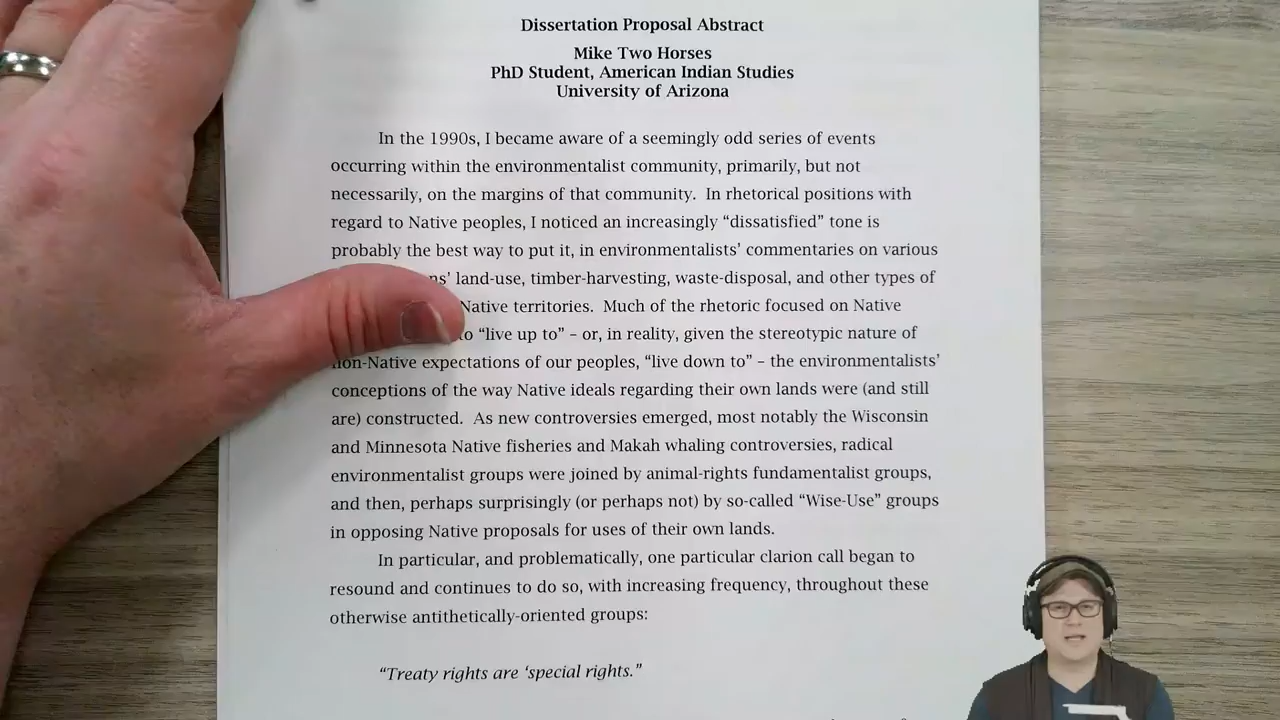 Dissertation Proposal Abstract
Mike Two Horses
PhD Student, American Indian Studies
University of Arizona
In the 1990s, I became aware of a seemingly odd series of events
occurring within the environmentalist community, primarily, but not
necessarily, on the margins of that community.  In rhetorical positions with
regard to Native peoples, I noticed an increasingly “dissatisfied” tone is
probably the best way to put it, in environmentalists’ commentaries on various
land-use, timber-harvesting, waste-disposal, and other types of
Native territories.  Much of the rhetoric focused on Native
“live up to” – or, in reality, given the stereotypic nature of
non-Native expectations of our peoples, “live down to” – the environmentalists’
conceptions of the way Native ideals regarding their own lands were (and still
are) constructed.  As new controversies emerged, most notably the Wisconsin
and Minnesota Native fisheries and Makah whaling controversies, radical
environmentalist groups were joined by animal-rights fundamentalist groups,
and then, perhaps surprisingly (or perhaps not) by so-called “Wise-Use” groups
in opposing Native proposals for uses of their own lands.
In particular, and problematically, one particular clarion call began to
resound and continues to do so, with increasing frequency, throughout these
otherwise antithetically-oriented groups:
“Treaty rights are ‘special rights.”